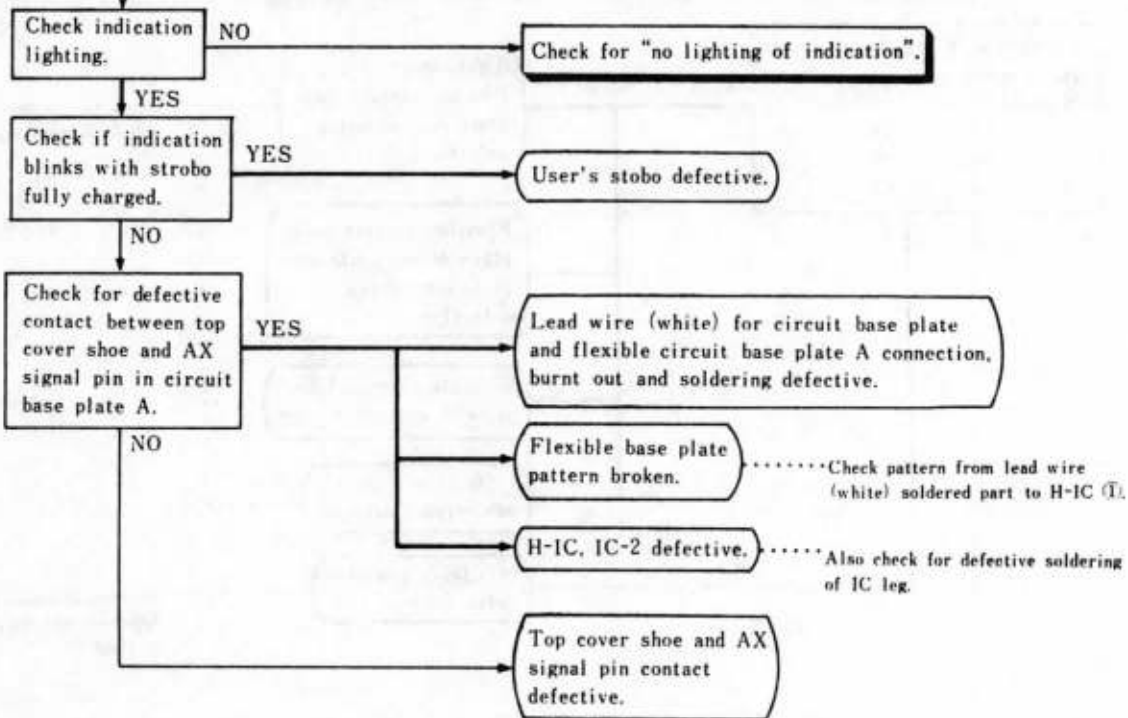 Check indication
lighting.
NO
Check for “no lighting of indication”.
YES
Check if indication
blinks with strobo
fully charged.
YES
User's stobo defective.
NO
Check for defective
contact between top
cover shoe and AX
signal pin in circuit
base plate A.
YES
Lead wire (white) for circuit base plate
and flexible circuit base plate A connection,
burnt out and soldering defective.
NO
Flexible base plate
pattern broken.
Check pattern from lead wire
(white) soldered part to H-IC ①.
H-IC, IC-2 defective.
Also check for defective soldering
of IC leg.
Top cover shoe and AX
signal pin contact
defective.